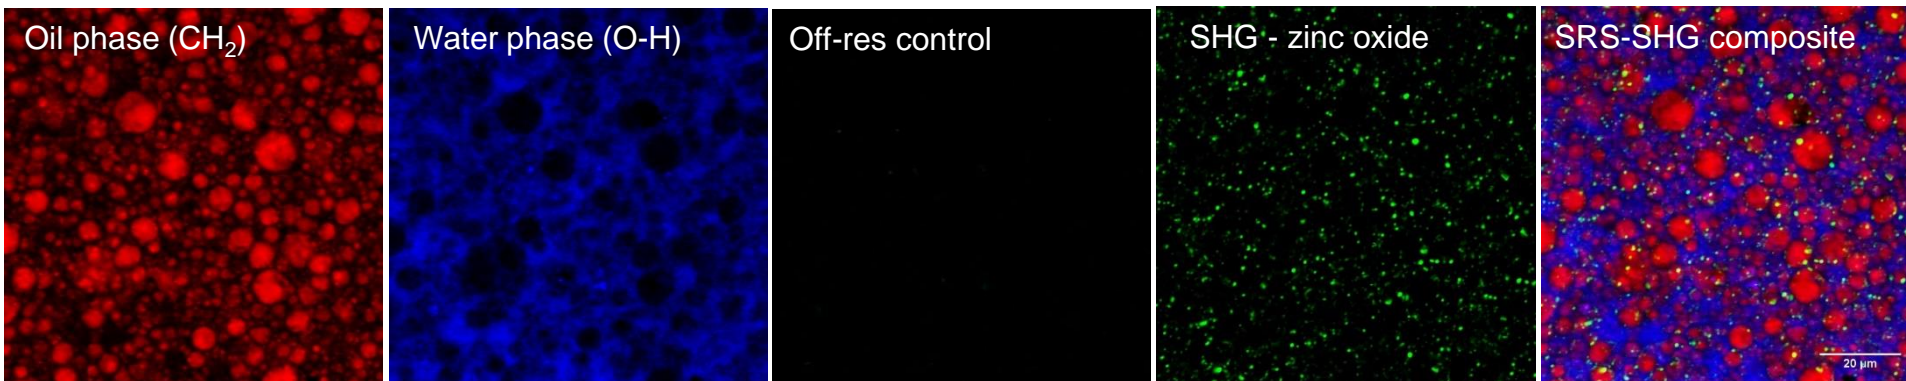 Oil phase (CH₂)
Water phase (O-H)
Off-res control
SHG - zinc oxide
SRS-SHG composite
20 µm